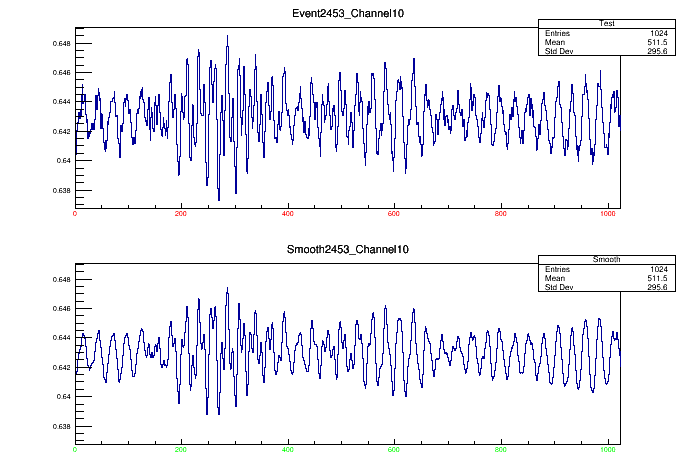 Event2453_Channel10
Test
Entries 1024
Mean 511.5
Std Dev 295.6
0.648
0.646
0.644
0.642
0.64
0.638
0 200 400 600 800 1000
Smooth2453_Channel10
Smooth
Entries 1024
Mean 511.5
Std Dev 295.6
0.648
0.646
0.644
0.642
0.64
0.638
0 200 400 600 800 1000